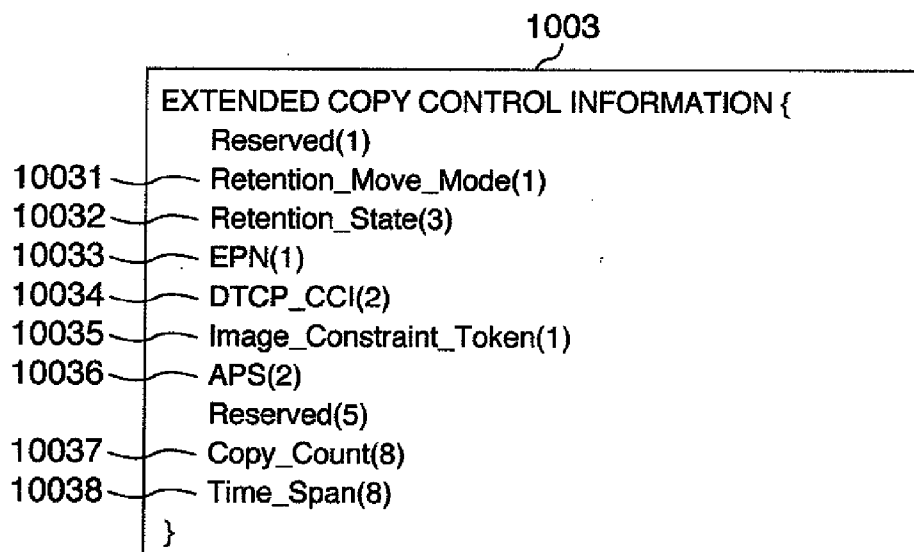 1003
EXTENDED COPY CONTROL INFORMATION {
Reserved(1)
10031 Retention_Move_Mode(1)
10032 Retention_State(3)
10033 EPN(1)
10034 DTCP_CCI(2)
10035 Image_Constraint_Token(1)
10036 APS(2)
Reserved(5)
10037 Copy_Count(8)
10038 Time_Span(8)
}